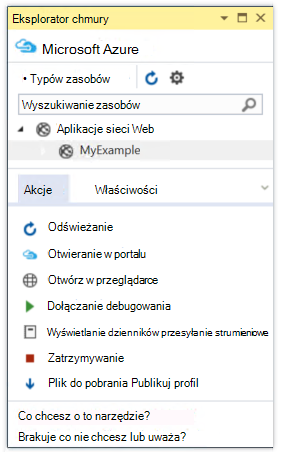 Eksplorator chmury
Microsoft Azure
• Typów zasobów
Wyszukiwanie zasobów
Aplikacje sieci Web
MyExample
Akcje Właściwości
Odświeżanie
Otwieranie w portalu
Otwórz w przeglądarce
Dołączanie debugowania
Wyświetlanie dzienników przesyłanie strumieniowe
Zatrzymywanie
Plik do pobrania Publikuj profil
Co chcesz o to narzędzie?
Brakuje co nie chcesz lub uważa?